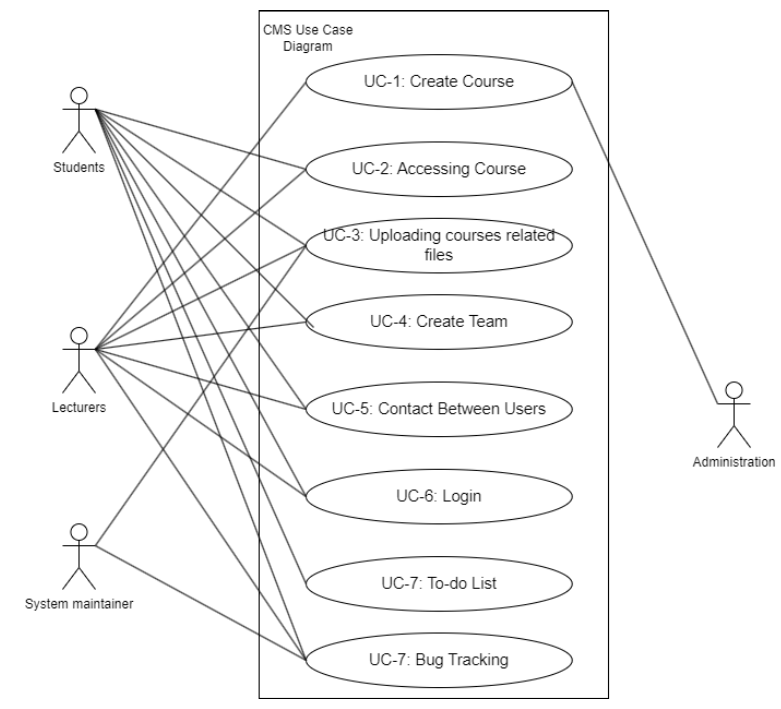 CMS Use Case
Diagram
UC-1: Create Course
Students
UC-2: Accessing Course
UC-3: Uploading courses related
files
UC-4: Create Team
Lecturers
UC-5: Contact Between Users
Administration
UC-6: Login
UC-7: To-do List
System maintainer
UC-7: Bug Tracking